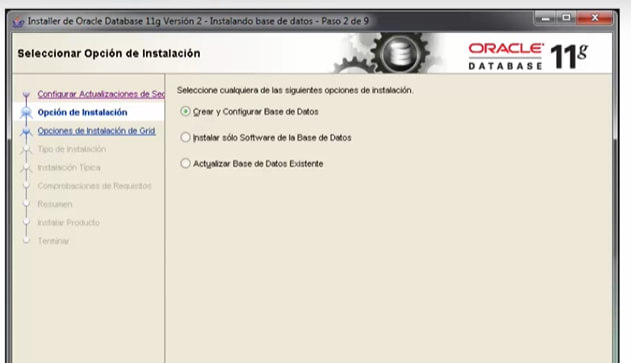 Installer de Oracle Database 11g Versión 2 - Instalando base de datos - Paso 2 de 9
Seleccionar Opción de Instalación
ORACLE
DATABASE 11g
Configurar Actualizaciones de Sec
Opción de Instalación
Opciones de Instalación de Grid
Tipo de Instalación
Instalación Típica
Comprobaciones de Requisitos
Resumen
Instalar Producto
Terminar
Seleccione cualquiera de las siguientes opciones de instalación.
Crear y Configurar Base de Datos
Instalar sólo Software de la Base de Datos
Actualizar Base de Datos Existente